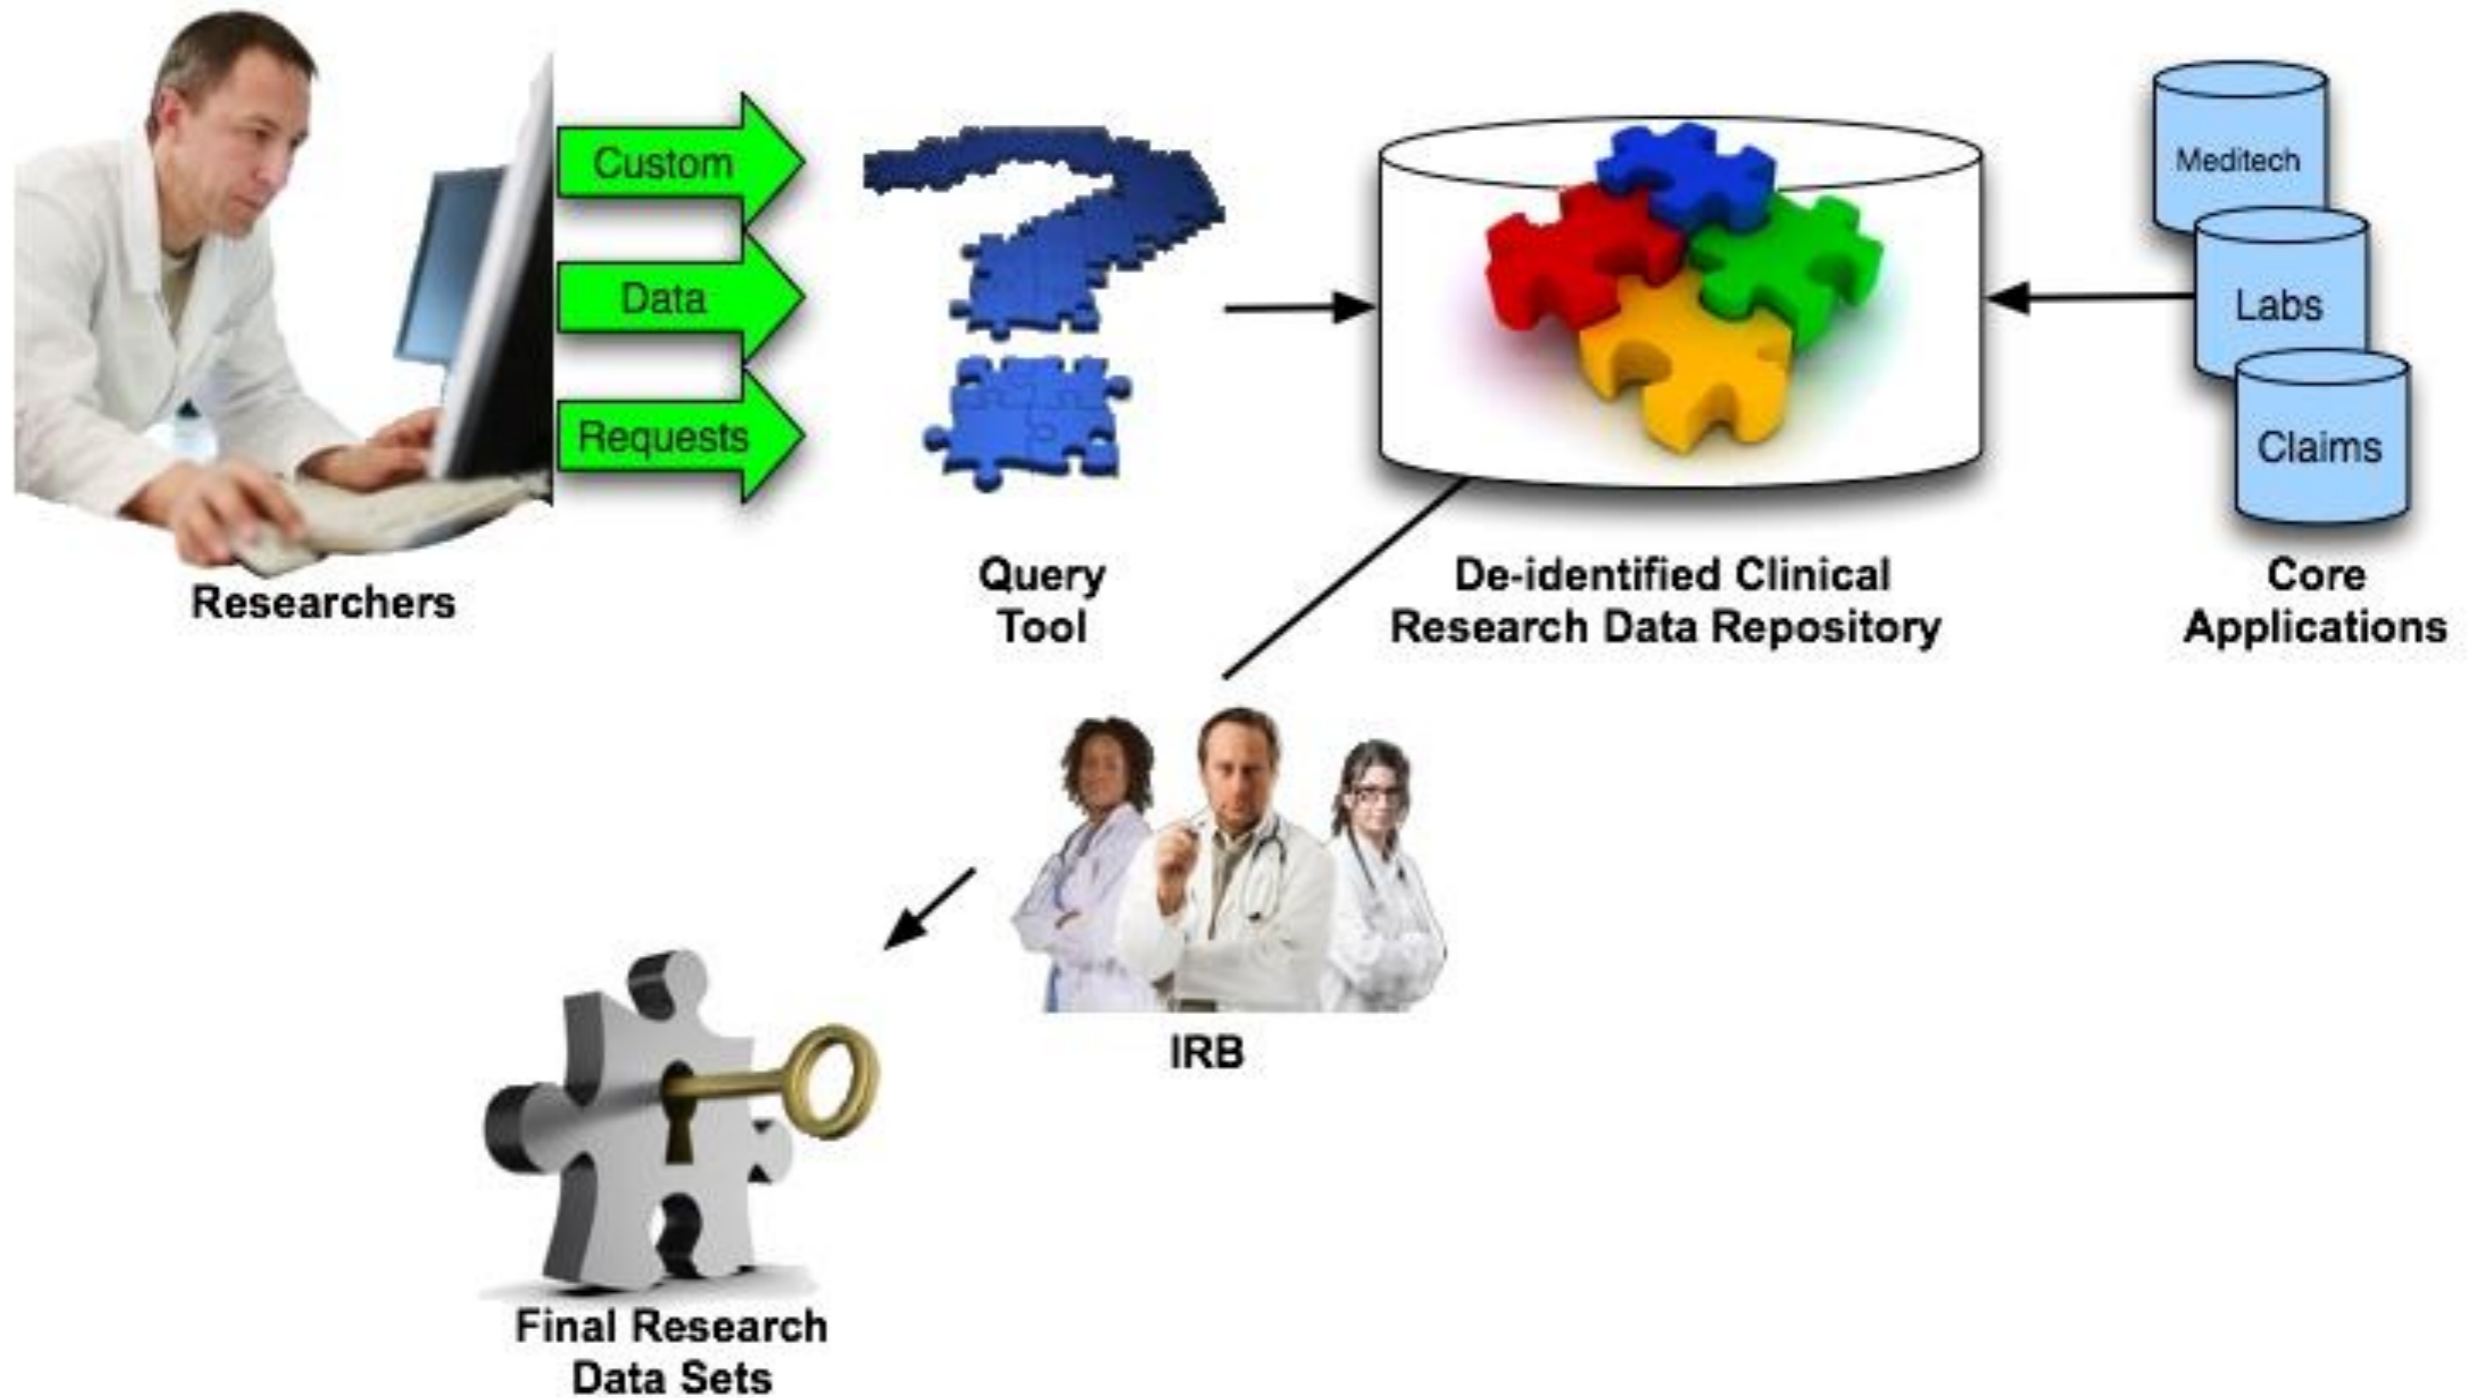 Custom
Data
Requests
Meditech
Labs
Claims
Researchers
Query
Tool
De-identified Clinical
Research Data Repository
Core
Applications
IRB
Final Research
Data Sets